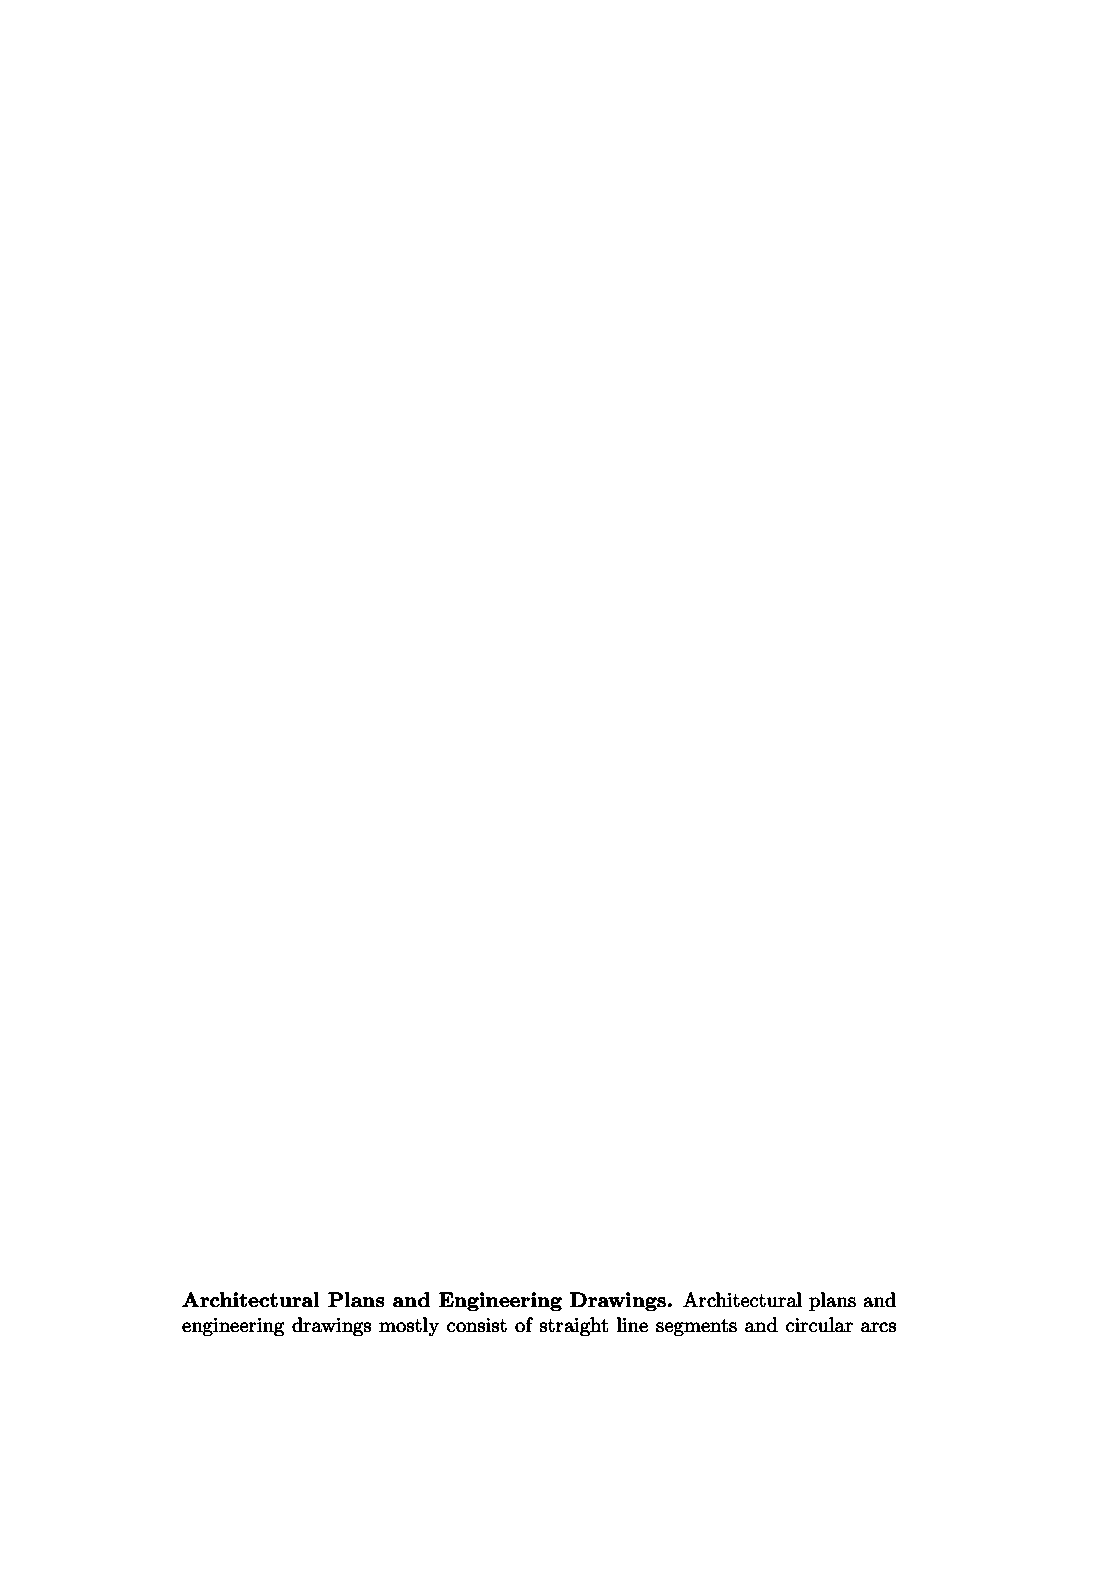 Architectural Plans and Engineering Drawings. Architectural plans and
engineering drawings mostly consist of straight line segments and circular arcs